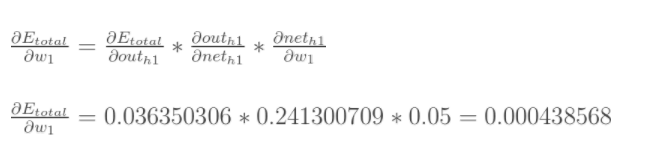 ∂E_total/∂w_1 = ∂E_total/∂out_h1 * ∂out_h1/∂net_h1 * ∂net_h1/∂w_1
∂E_total/∂w_1 = 0.036350306 * 0.241300709 * 0.05 = 0.000438568